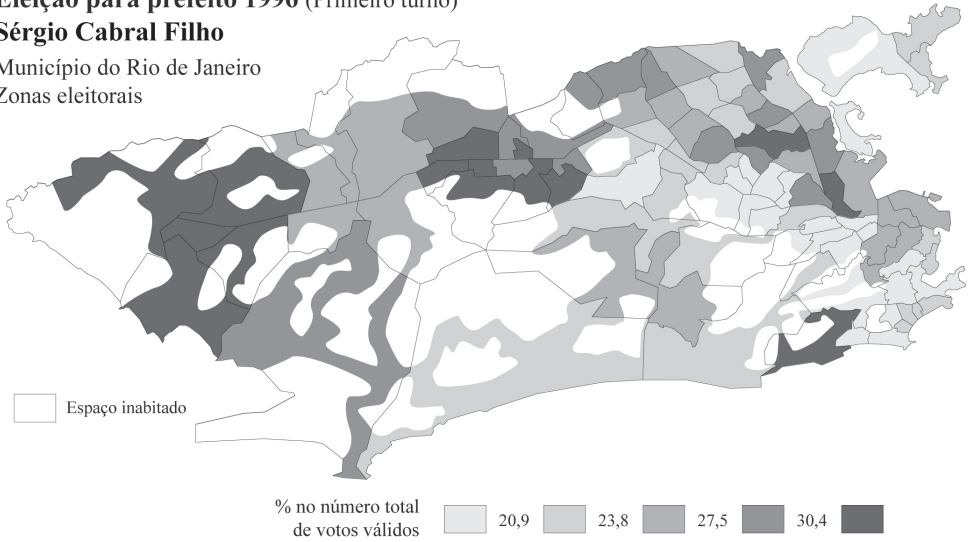 Eleição para prefeito 1996 (Primeiro turno)
Sérgio Cabral Filho
Município do Rio de Janeiro
Zonas eleitorais
Espaço inabitado
% no número total
de votos válidos
20,9 23,8 27,5 30,4